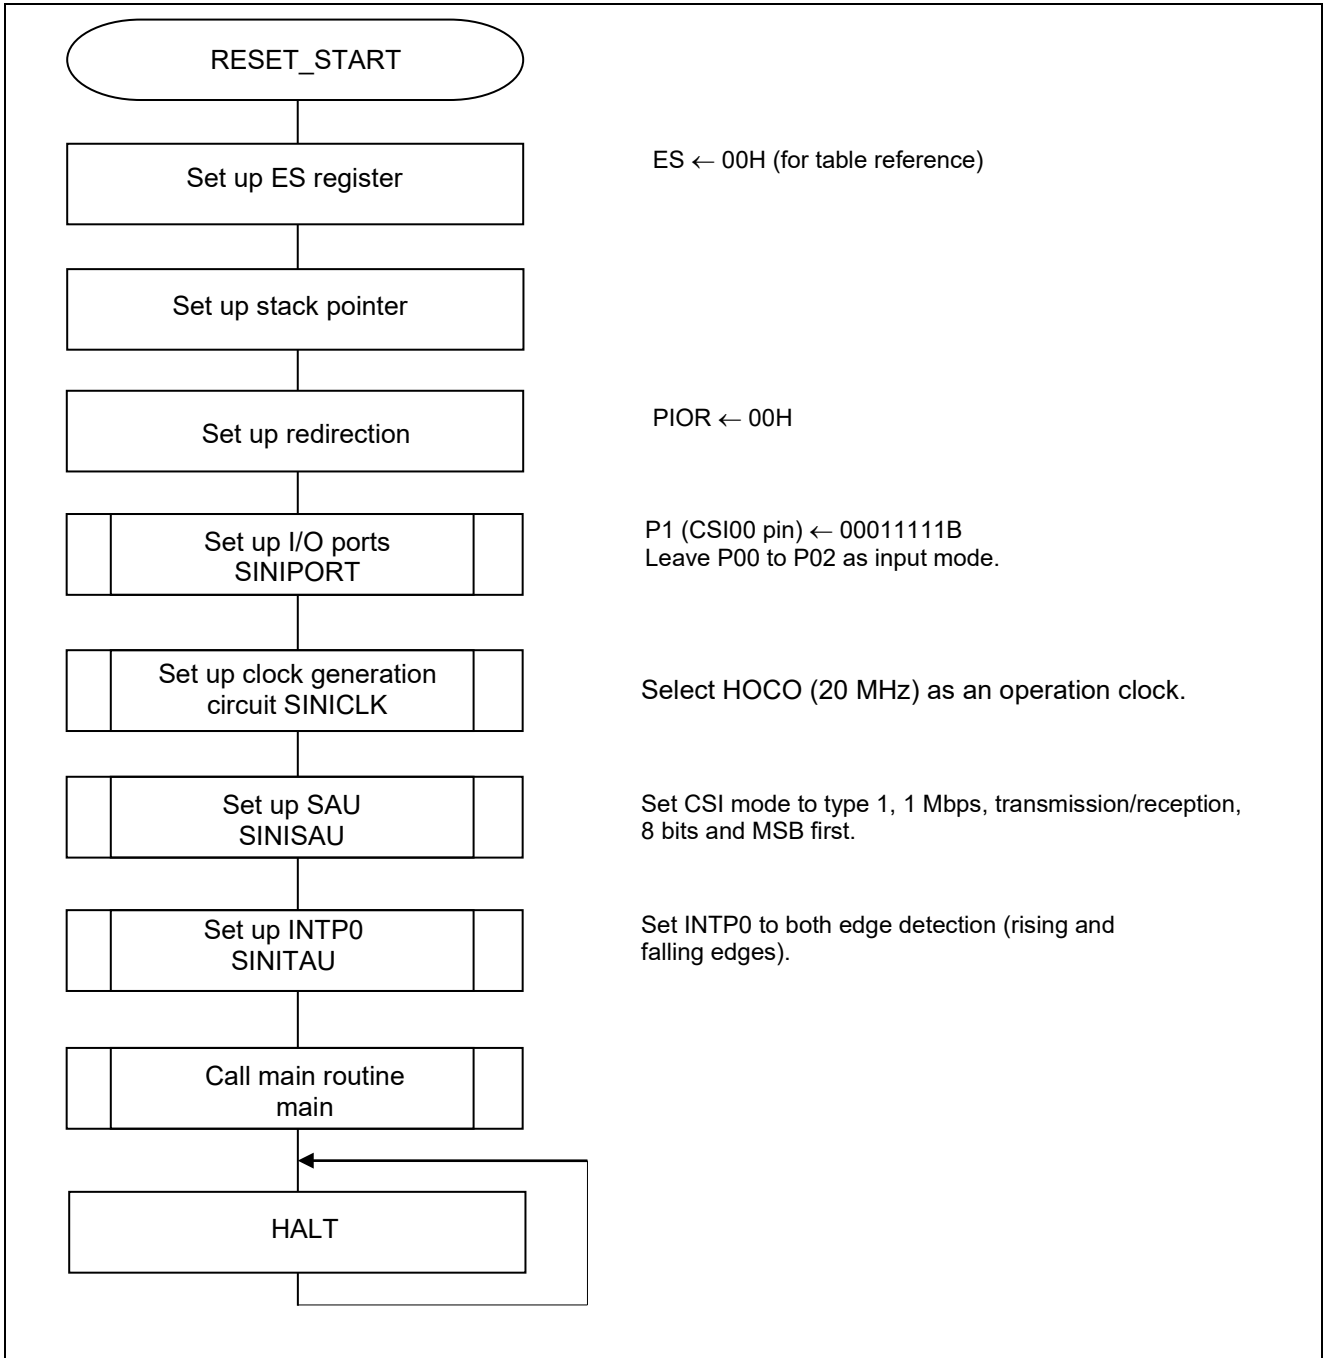 RESET_START
Set up ES register
ES ← 00H (for table reference)
Set up stack pointer
Set up redirection
PIOR ← 00H
Set up I/O ports
SINIPORT
P1 (CSI00 pin) ← 00011111B
Leave P00 to P02 as input mode.
Set up clock generation
circuit SINICLK
Select HOCO (20 MHz) as an operation clock.
Set up SAU
SINISAU
Set CSI mode to type 1, 1 Mbps, transmission/reception,
8 bits and MSB first.
Set up INTP0
SINITAU
Set INTP0 to both edge detection (rising and
falling edges).
Call main routine
main
HALT